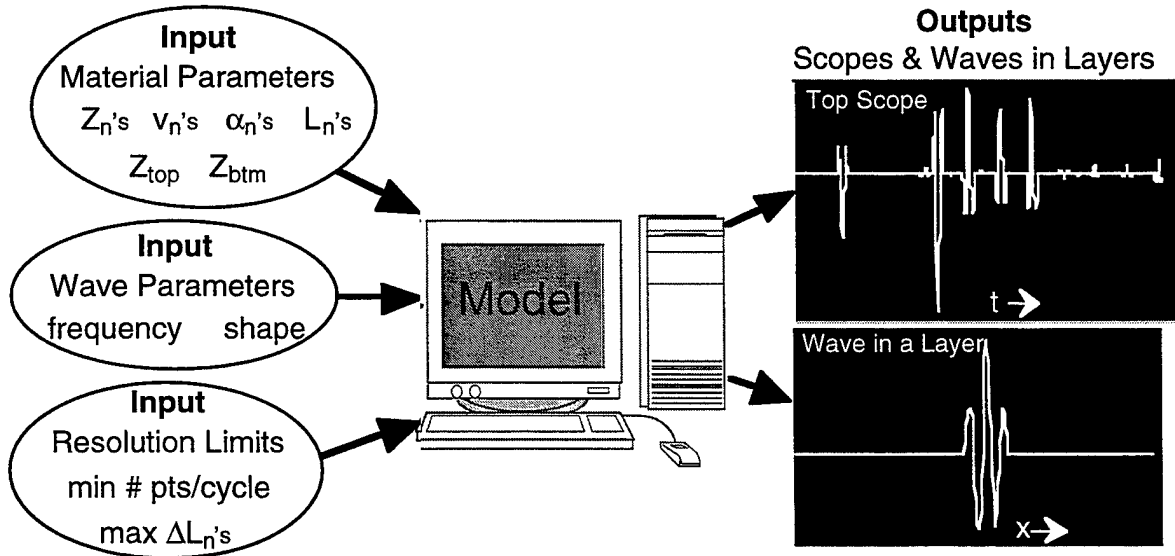 Input
Material Parameters
Zn's vn's αn's Ln's
Ztop Zbtm
Input
Wave Parameters
frequency shape
Input
Resolution Limits
min # pts/cycle
max ΔLn's
Model
Outputs
Scopes & Waves in Layers
Top Scope
t →
Wave in a Layer
x→